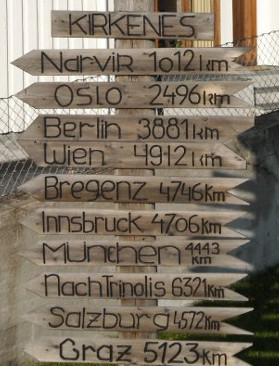 KIRKENES
Narvik 1012 km
OSLO 2496 km
Berlin 3881 km
Wien 4912 km
Bregenz 4746 km
Innsbruck 4706 km
München 4443 km
Nach Tripolis 6321 km
Salzburg 4572 km
Graz 5123 km